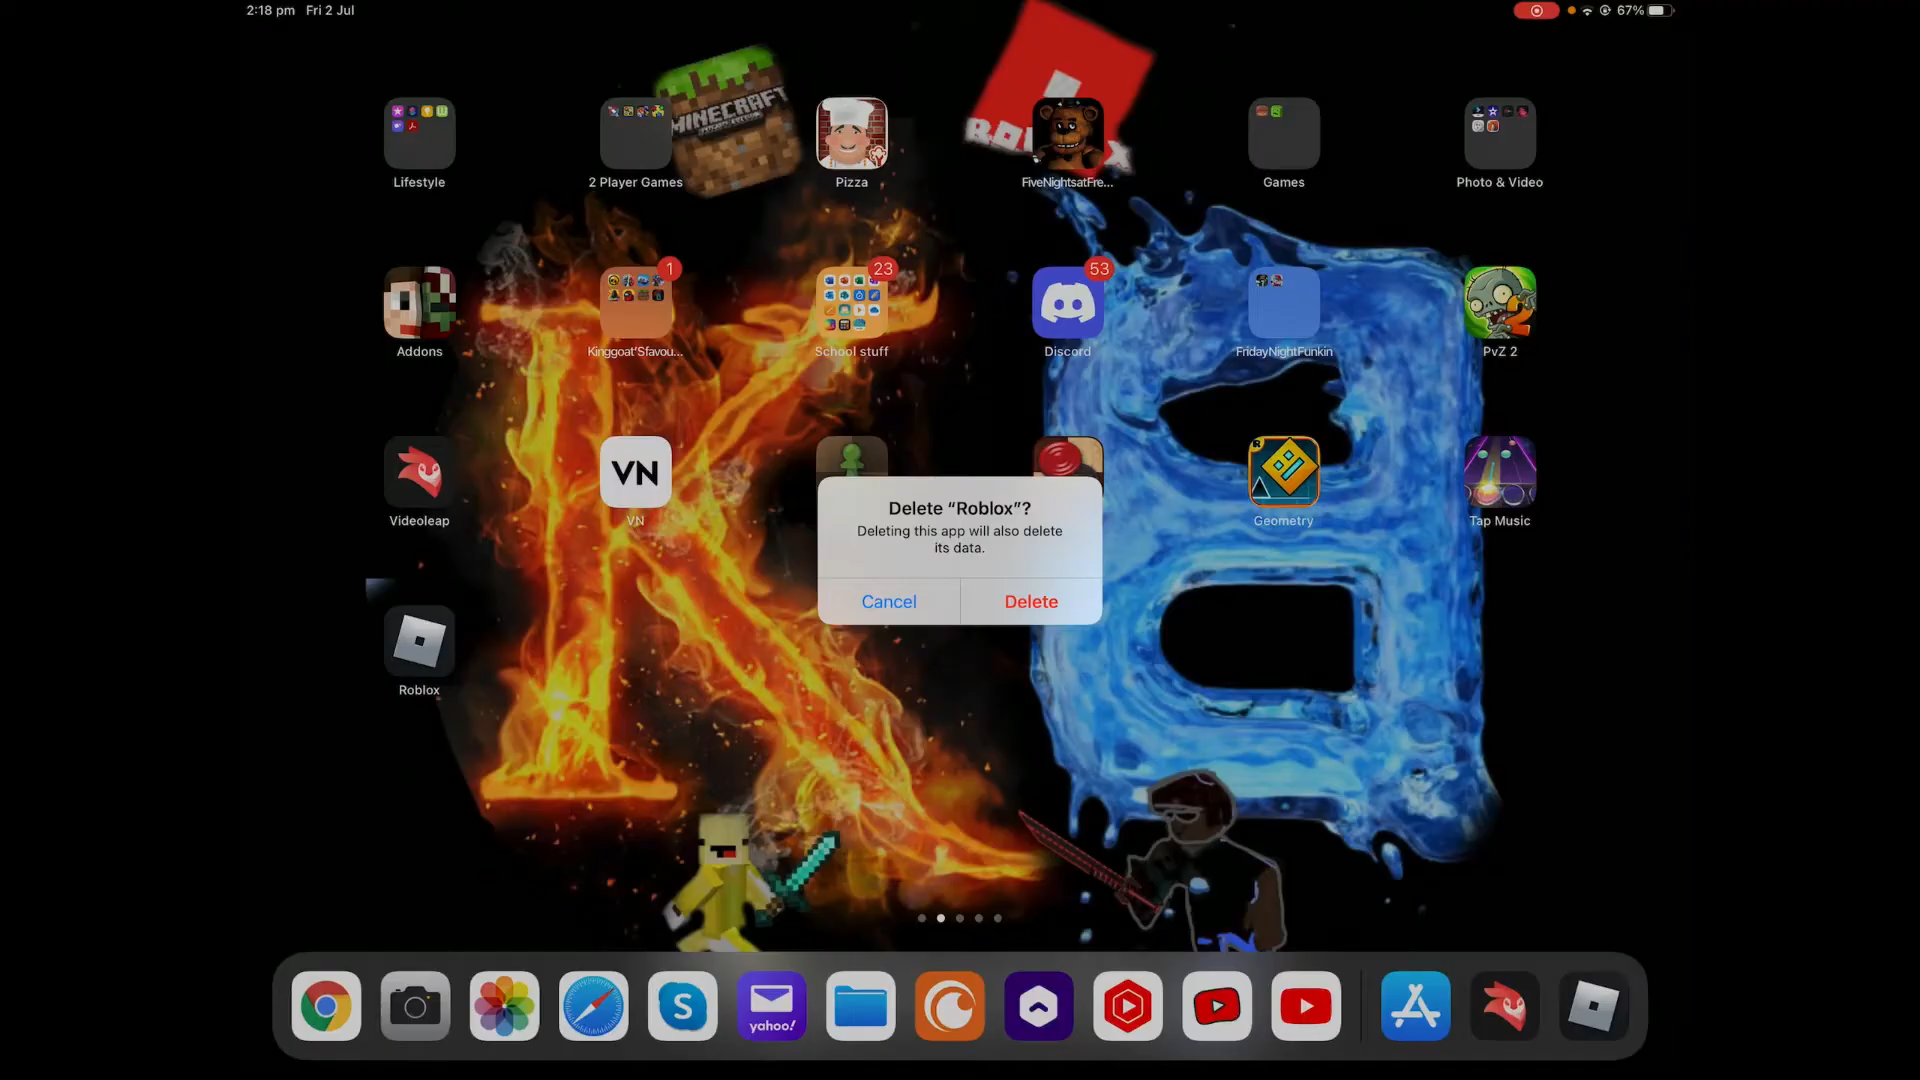 2:18 pm Fri 2 Jul
67%
MINECRAFT
Lifestyle
2 Player Games
Pizza
FiveNightsatFre...
Games
Photo & Video
1
23
53
Addons
Kinggoat'Sfavou...
School stuff
Discord
FridayNightFunkin
2
PvZ 2
VN
Videoleap
VN
Geometry
Tap Music
Delete “Roblox”?
Deleting this app will also delete
its data.
Cancel
Delete
Roblox
S
yahoo!